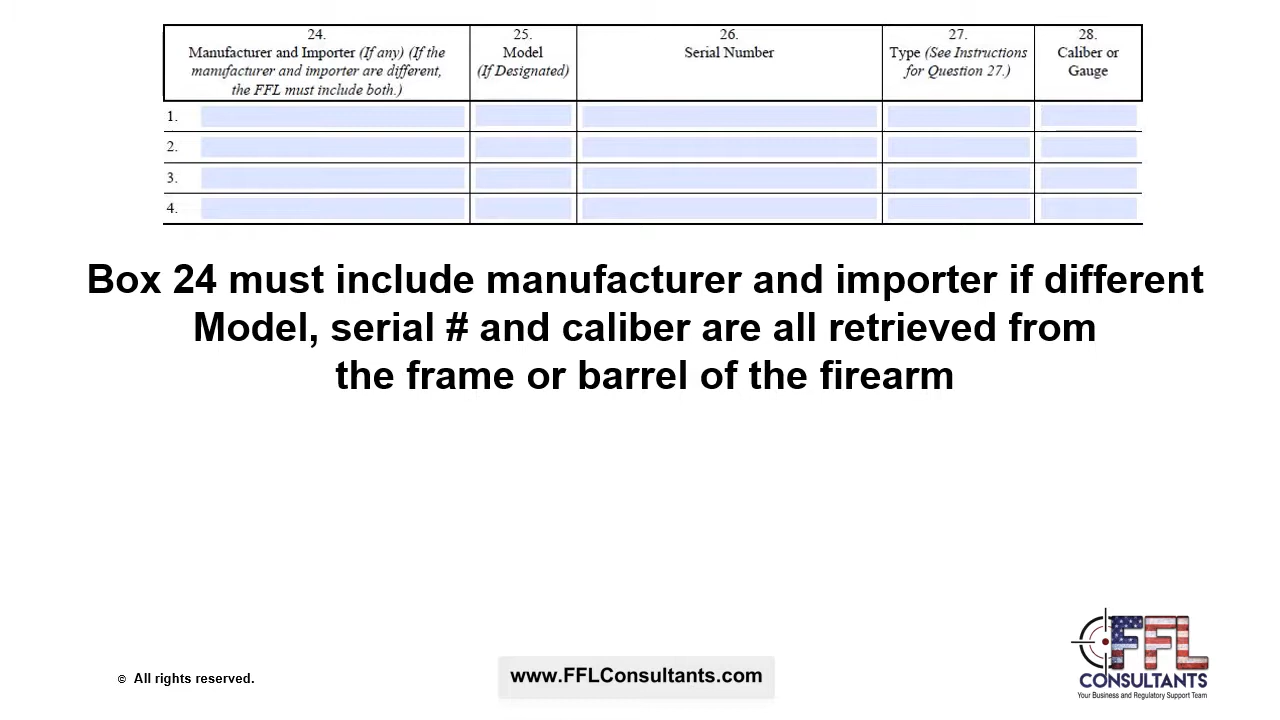 24.
Manufacturer and Importer (If any) (If the
manufacturer and importer are different,
the FFL must include both.)
25.
Model
(If Designated)
26.
Serial Number
27.
Type (See Instructions
for Question 27.)
28.
Caliber or
Gauge
1.
2.
3.
4.
Box 24 must include manufacturer and importer if different
Model, serial # and caliber are all retrieved from
the frame or barrel of the firearm
© All rights reserved.
www.FFLConsultants.com
FFL
CONSULTANTS
Your Business and Regulatory Support Team